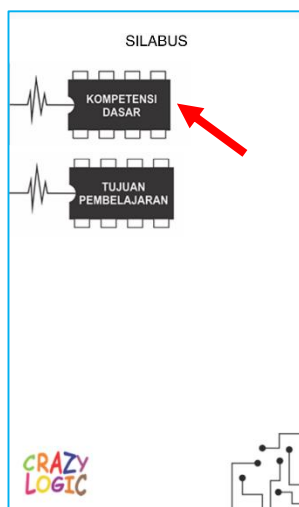 SILABUS
KOMPETENSI
DASAR
TUJUAN
PEMBELAJARAN
CRAZY
LOGIC